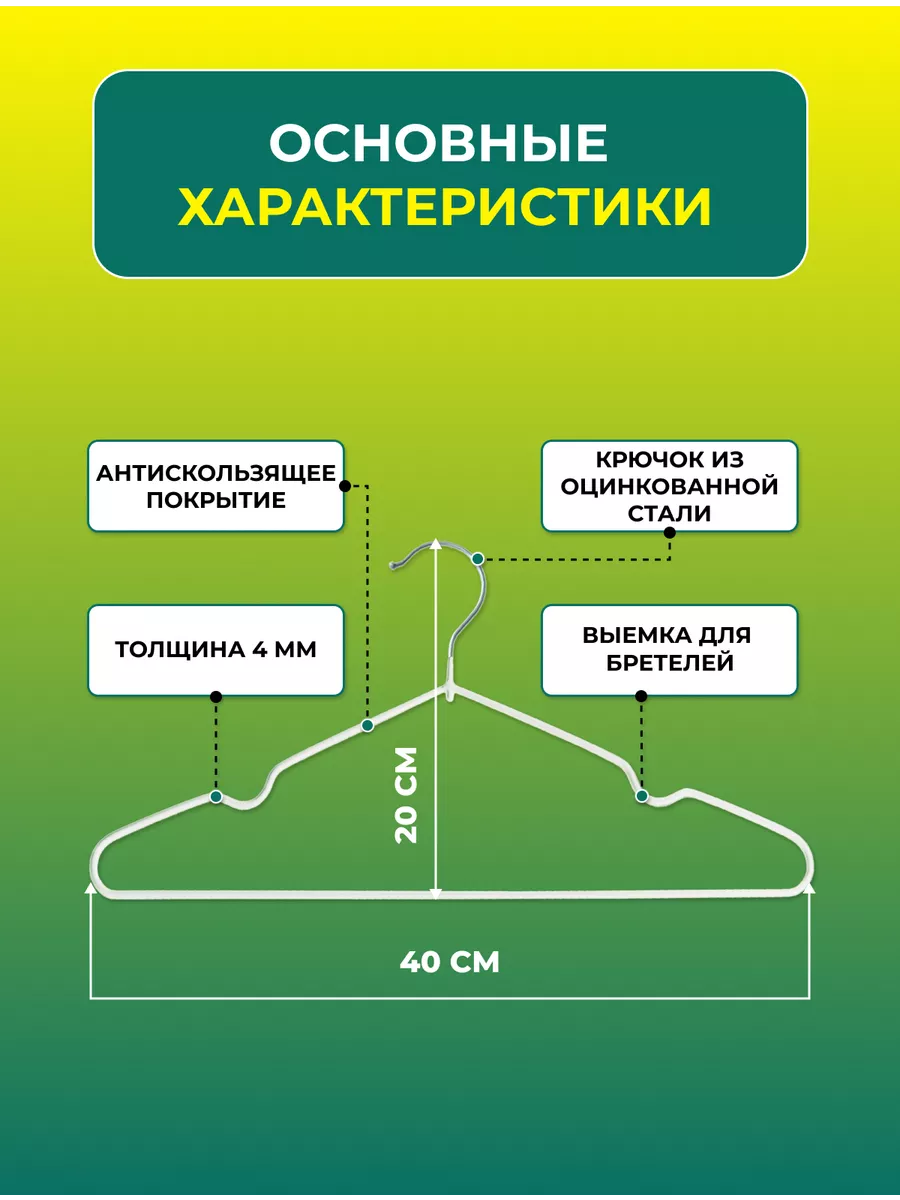 ОСНОВНЫЕ
ХАРАКТЕРИСТИКИ
АНТИСКОЛЬЗЯЩЕЕ
ПОКРЫТИЕ
КРЮЧОК ИЗ
ОЦИНКОВАННОЙ
СТАЛИ
ТОЛЩИНА 4 ММ
ВЫЕМКА ДЛЯ
БРЕТЕЛЕЙ
20 СМ
40 СМ